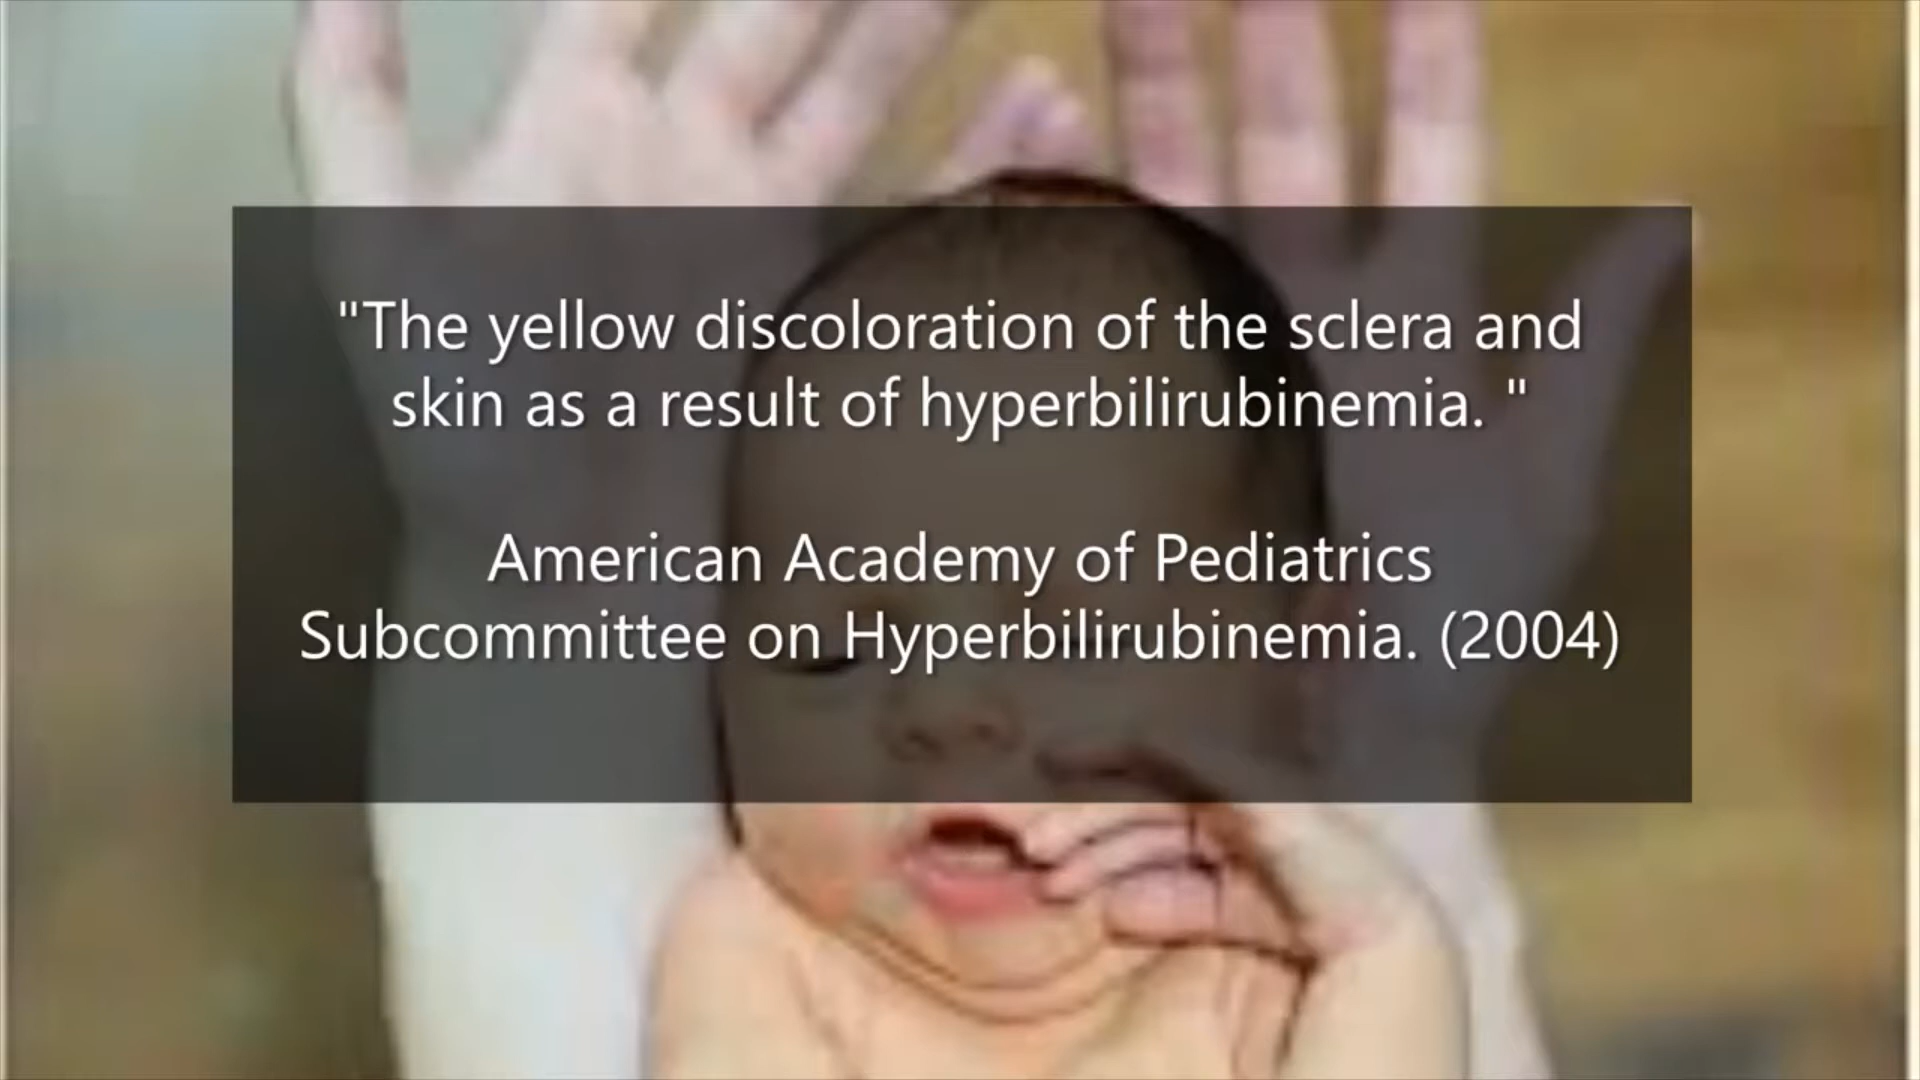 "The yellow discoloration of the sclera and
skin as a result of hyperbilirubinemia. "
American Academy of Pediatrics
Subcommittee on Hyperbilirubinemia. (2004)